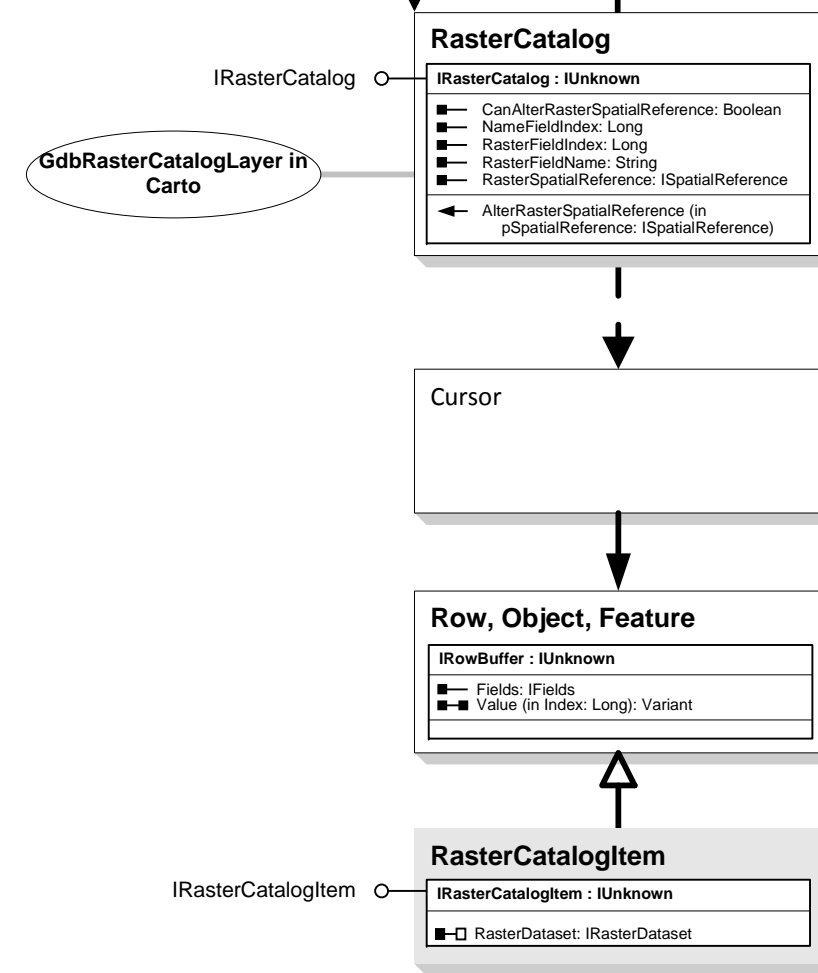 RasterCatalog
IRasterCatalog
IRasterCatalog : IUnknown
CanAlterRasterSpatialReference: Boolean
NameFieldIndex: Long
RasterFieldIndex: Long
RasterFieldName: String
RasterSpatialReference: ISpatialReference
GdbRasterCatalogLayer in
Carto
AlterRasterSpatialReference (in
pSpatialReference: ISpatialReference)
Cursor
Row, Object, Feature
IRowBuffer : IUnknown
Fields: IFields
Value (in Index: Long): Variant
RasterCatalogItem
IRasterCatalogItem
IRasterCatalogItem : IUnknown
RasterDataset: IRasterDataset